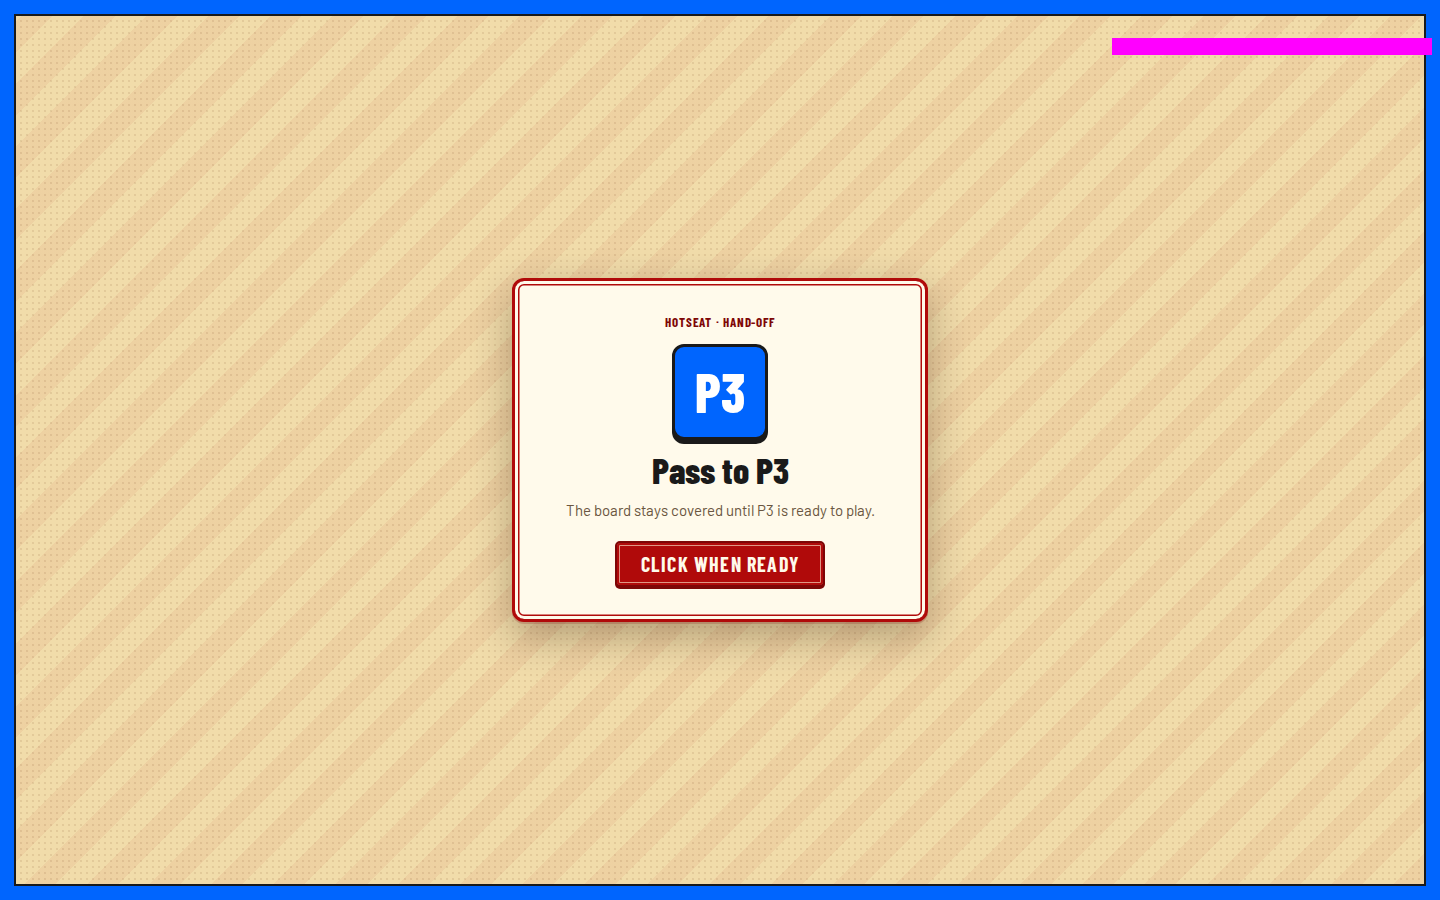 HOTSEAT · HAND-OFF
P3
Pass to P3
The board stays covered until P3 is ready to play.
CLICK WHEN READY